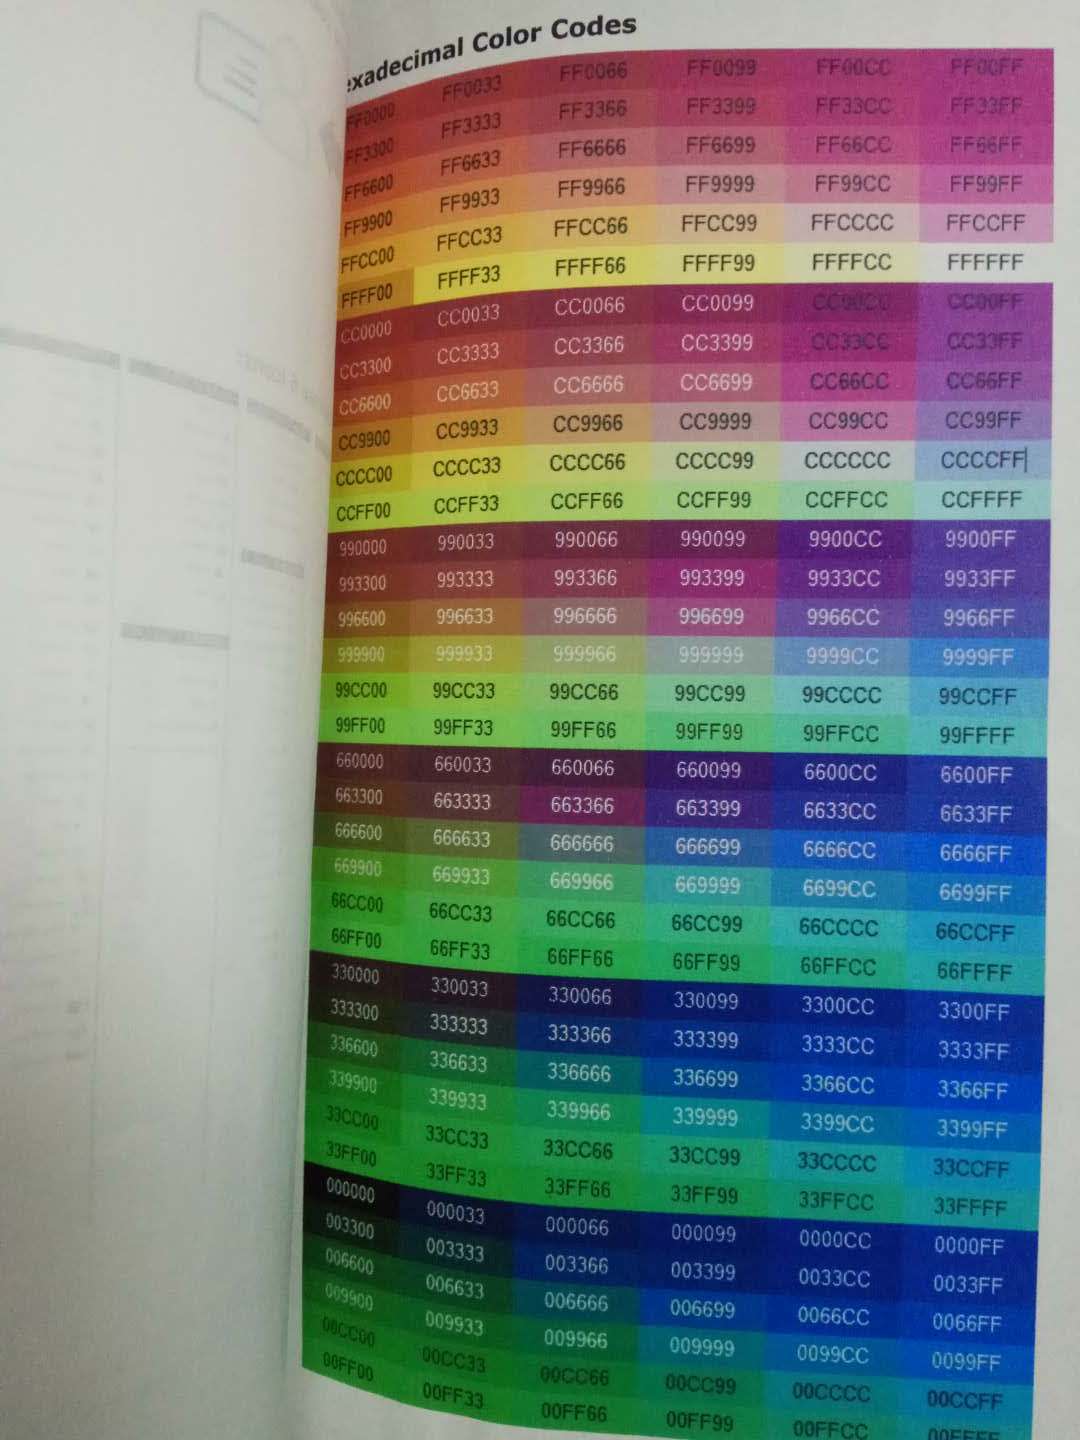 exadecimal Color Codes
FF0000 FF0033 FF0066 FF0099 FF00CC FF00FF
FF3300 FF3333 FF3366 FF3399 FF33CC FF33FF
FF6600 FF6633 FF6666 FF6699 FF66CC FF66FF
FF9900 FF9933 FF9966 FF9999 FF99CC FF99FF
FFCC00 FFCC33 FFCC66 FFCC99 FFCCCC FFCCFF
FFFF00 FFFF33 FFFF66 FFFF99 FFFFCC FFFFFF
CC0000 CC0033 CC0066 CC0099 CC00CC CC00FF
CC3300 CC3333 CC3366 CC3399 CC33CC CC33FF
CC6600 CC6633 CC6666 CC6699 CC66CC CC66FF
CC9900 CC9933 CC9966 CC9999 CC99CC CC99FF
CCCC00 CCCC33 CCCC66 CCCC99 CCCCCC CCCCFF
CCFF00 CCFF33 CCFF66 CCFF99 CCFFCC CCFFFF
990000 990033 990066 990099 9900CC 9900FF
993300 993333 993366 993399 9933CC 9933FF
996600 996633 996666 996699 9966CC 9966FF
999900 999933 999966 999999 9999CC 9999FF
99CC00 99CC33 99CC66 99CC99 99CCCC 99CCFF
99FF00 99FF33 99FF66 99FF99 99FFCC 99FFFF
660000 660033 660066 660099 6600CC 6600FF
663300 663333 663366 663399 6633CC 6633FF
666600 666633 666666 666699 6666CC 6666FF
669900 669933 669966 669999 6699CC 6699FF
66CC00 66CC33 66CC66 66CC99 66CCCC 66CCFF
66FF00 66FF33 66FF66 66FF99 66FFCC 66FFFF
330000 330033 330066 330099 3300CC 3300FF
333300 333333 333366 333399 3333CC 3333FF
336600 336633 336666 336699 3366CC 3366FF
339900 339933 339966 339999 3399CC 3399FF
33CC00 33CC33 33CC66 33CC99 33CCCC 33CCFF
33FF00 33FF33 33FF66 33FF99 33FFCC 33FFFF
000000 000033 000066 000099 0000CC 0000FF
003300 003333 003366 003399 0033CC 0033FF
006600 006633 006666 006699 0066CC 0066FF
009900 009933 009966 009999 0099CC 0099FF
00CC00 00CC33 00CC66 00CC99 00CCCC 00CCFF
00FF00 00FF33 00FF66 00FF99 00FFCC 00FFFF